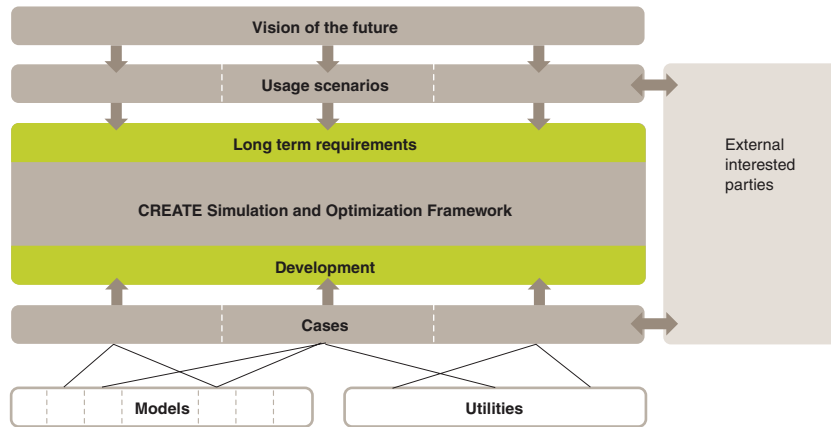 Vision of the future
Usage scenarios
Long term requirements
External
interested
parties
CREATE Simulation and Optimization Framework
Development
Cases
Models
Utilities